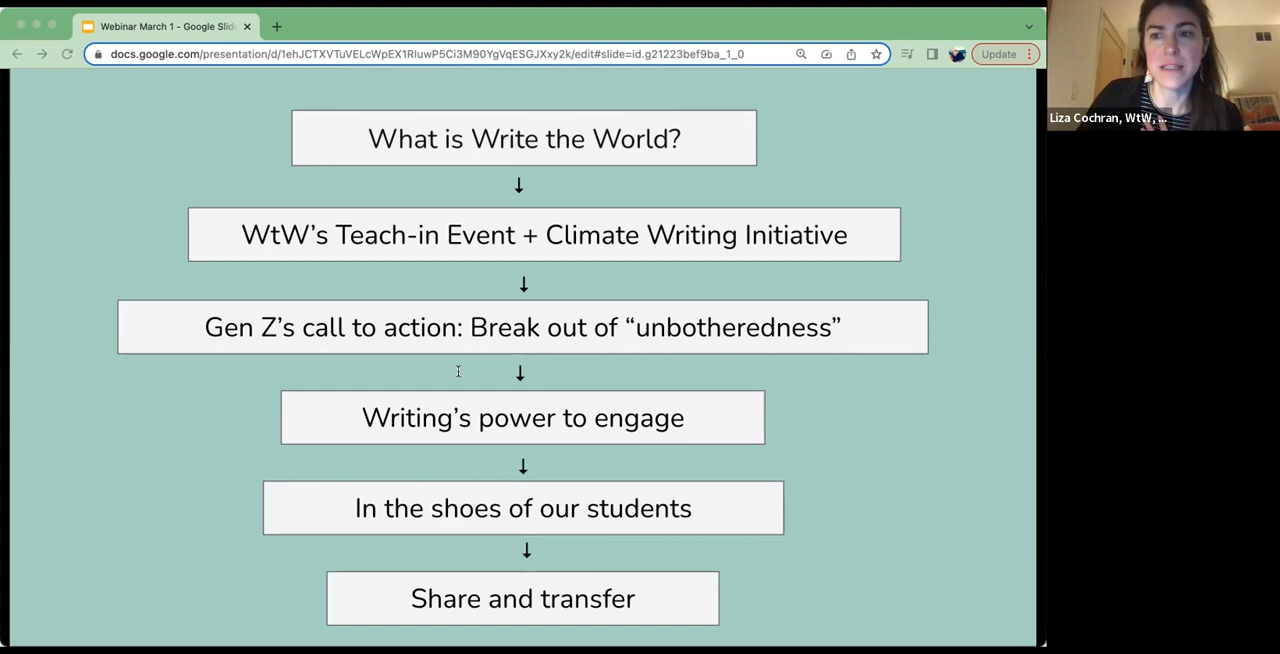 Webinar March 1 - Google Slid
docs.google.com/presentation/d/1ehJCTXVTuVELcWpEX1RluwP5Ci3M90YgVqESGJXxy2k/edit#slide=id.g21223bef9ba_1_0
Update
Liza Cochran, WtW, ...
What is Write the World?
↓
WtW’s Teach-in Event + Climate Writing Initiative
↓
Gen Z’s call to action: Break out of “unbotheredness”
↓
Writing’s power to engage
↓
In the shoes of our students
↓
Share and transfer